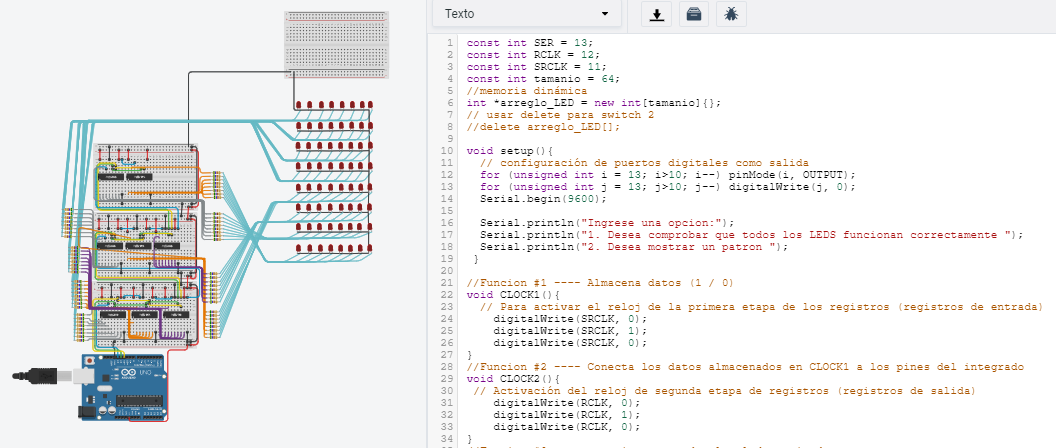 Texto
1 const int SER = 13;
2 const int RCLK = 12;
3 const int SRCLK = 11;
4 const int tamanio = 64;
5 //memoria dinámica
6 int *arreglo_LED = new int[tamanio]{};
7 // usar delete para switch 2
8 //delete arreglo_LED[];
9
10 void setup(){
11 // configuración de puertos digitales como salida
12 for (unsigned int i = 13; i>10; i--) pinMode(i, OUTPUT);
13 for (unsigned int j = 13; j>10; j--) digitalWrite(j, 0);
14 Serial.begin(9600);
15
16 Serial.println("Ingrese una opcion:");
17 Serial.println("1. Desea comprobar que todos los LEDS funcionan correctamente ");
18 Serial.println("2. Desea mostrar un patron ");
19 }
20
21 //Funcion #1 ---- Almacena datos (1 / 0)
22 void CLOCK1(){
23 // Para activar el reloj de la primera etapa de los registros (registros de entrada)
24 digitalWrite(SRCLK, 0);
25 digitalWrite(SRCLK, 1);
26 digitalWrite(SRCLK, 0);
27 }
28 //Funcion #2 ---- Conecta los datos almacenados en CLOCK1 a los pines del integrado
29 void CLOCK2(){
30 // Activación del reloj de segunda etapa de registros (registros de salida)
31 digitalWrite(RCLK, 0);
32 digitalWrite(RCLK, 1);
33 digitalWrite(RCLK, 0);
34 }
UNO